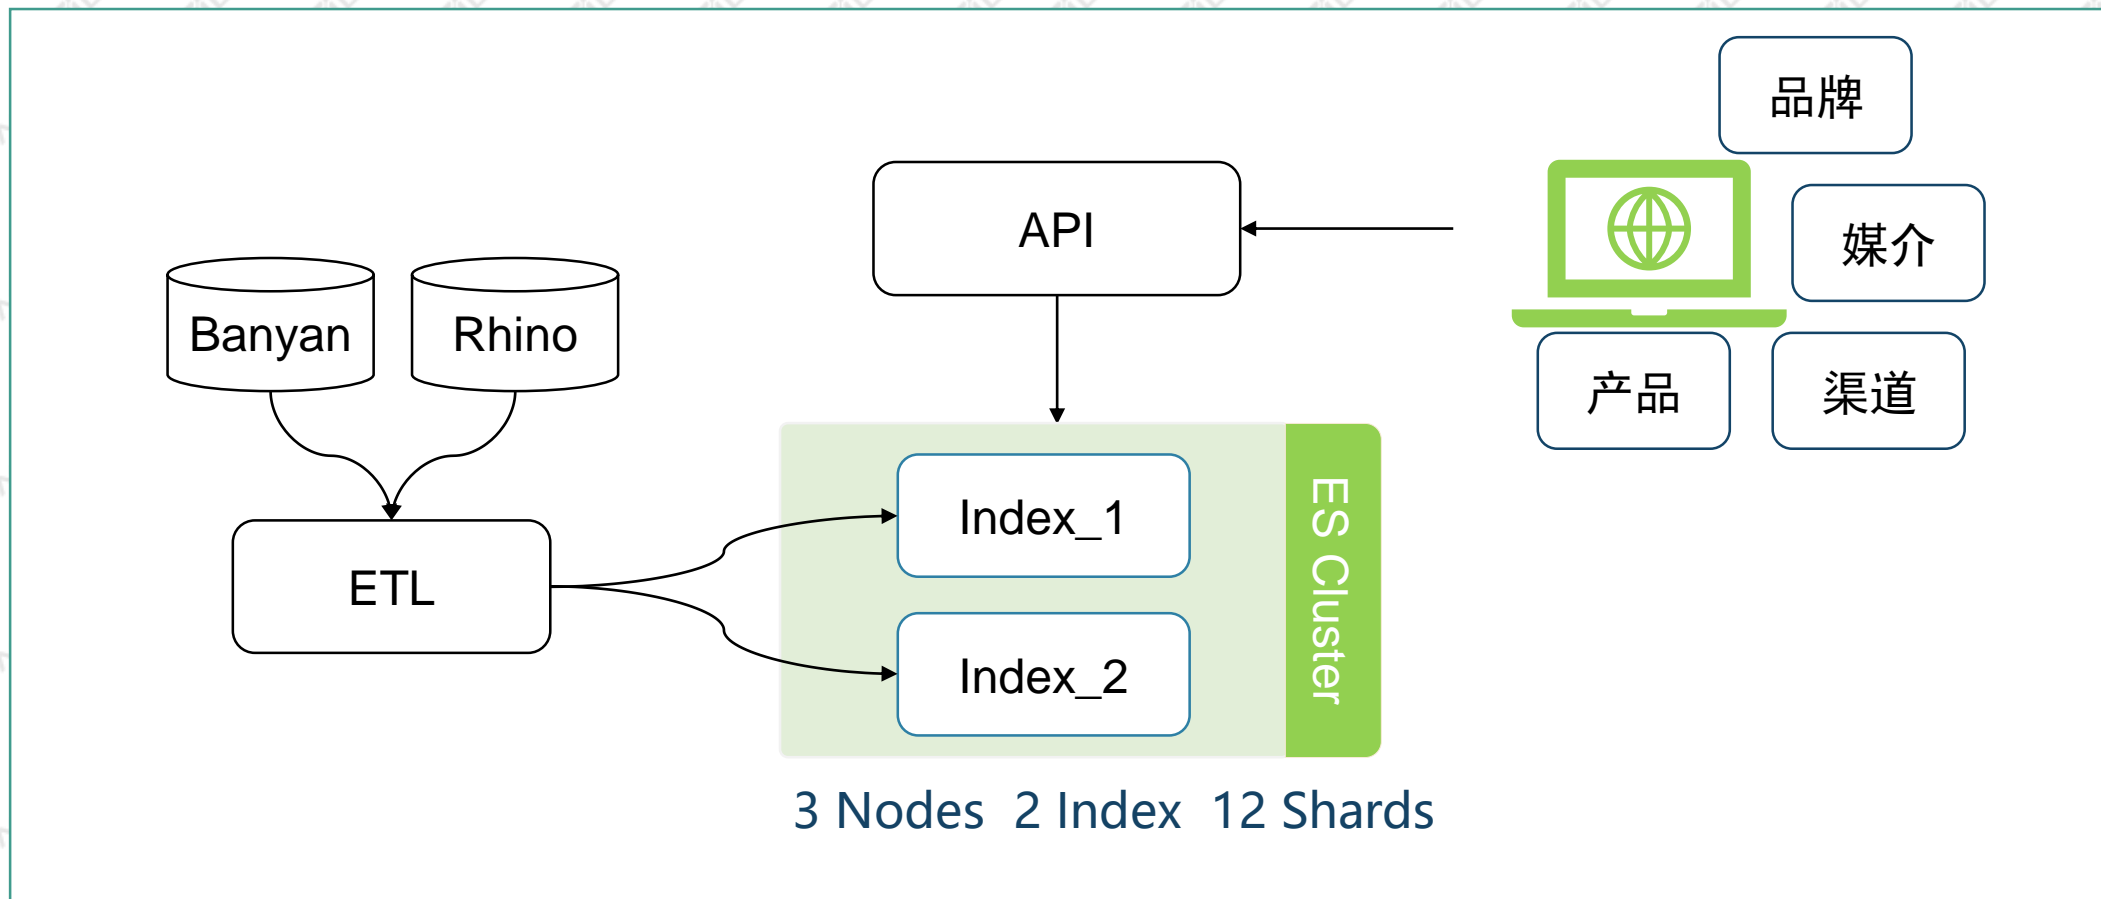 品牌
API
媒介
Banyan
Rhino
产品
渠道
Index_1
ES Cluster
ETL
Index_2
3 Nodes 2 Index 12 Shards